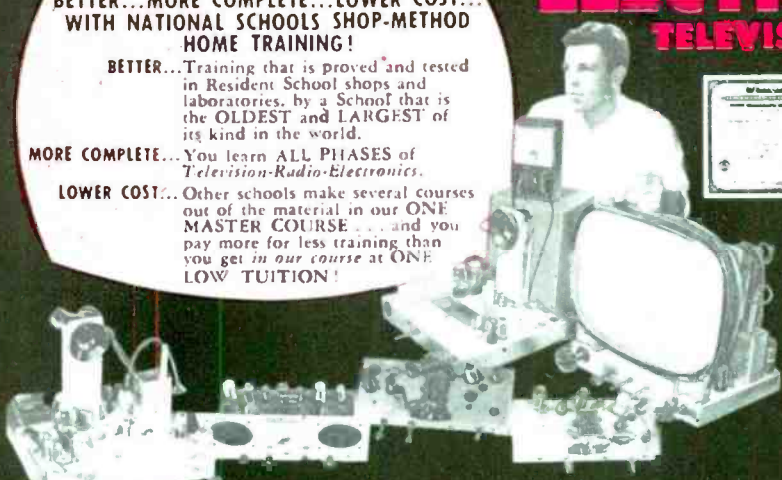 BETTER...MORE COMPLETE...LOWER COST...
WITH NATIONAL SCHOOLS SHOP-METHOD
HOME TRAINING!
BETTER...Training that is proved and tested
in Resident School shops and
laboratories, by a School that is
the OLDEST and LARGEST of
its kind in the world.
MORE COMPLETE...You learn ALL PHASES of
Television-Radio-Electronics.
LOWER COST...Other schools make several courses
out of the material in our ONE
MASTER COURSE . . . and you
pay more for less training than
you get in our course at ONE
LOW TUITION!